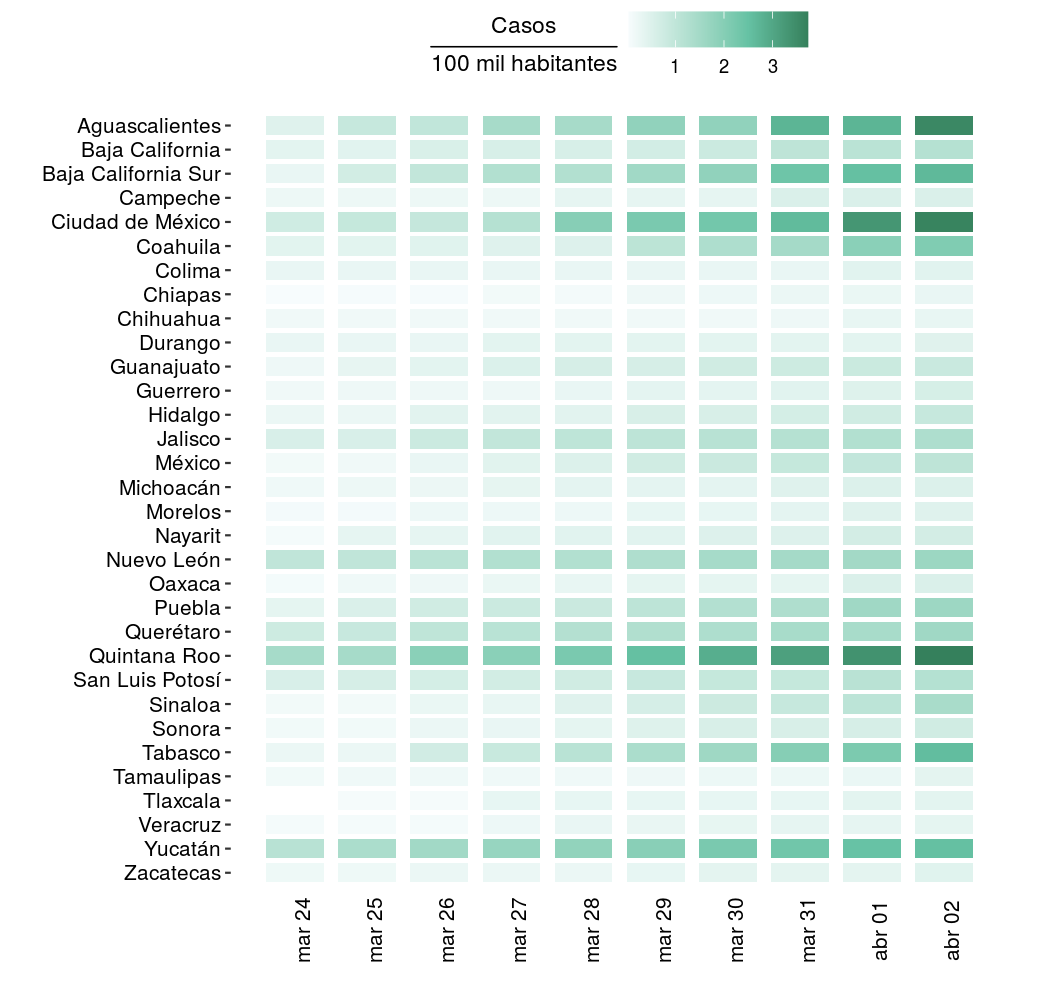 Casos
100 mil habitantes
1 2 3
Aguascalientes
Baja California
Baja California Sur
Campeche
Ciudad de México
Coahuila
Colima
Chiapas
Chihuahua
Durango
Guanajuato
Guerrero
Hidalgo
Jalisco
México
Michoacán
Morelos
Nayarit
Nuevo León
Oaxaca
Puebla
Querétaro
Quintana Roo
San Luis Potosí
Sinaloa
Sonora
Tabasco
Tamaulipas
Tlaxcala
Veracruz
Yucatán
Zacatecas
mar 24
mar 25
mar 26
mar 27
mar 28
mar 29
mar 30
mar 31
abr 01
abr 02